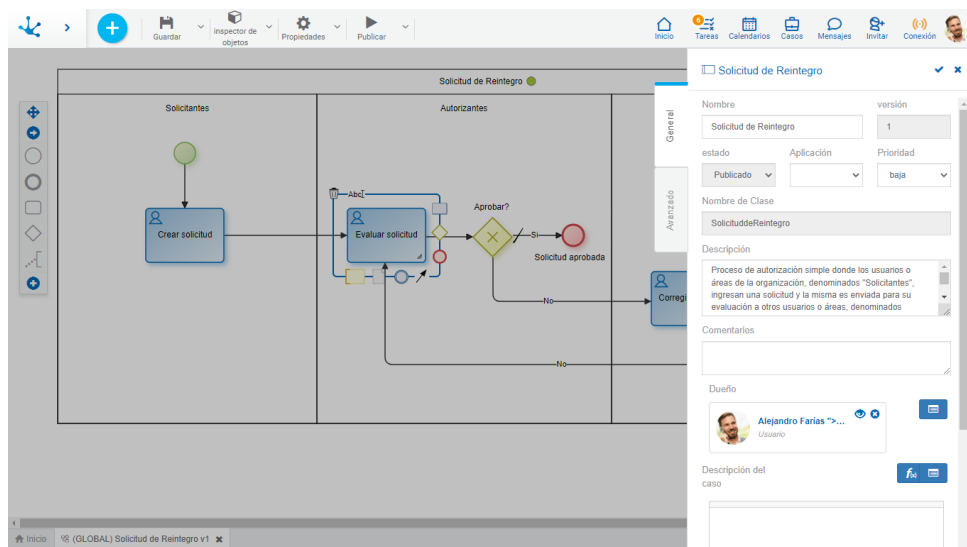 Guardar
inspector de
objetos
Propiedades
Publicar
Inicio
6
Tareas
Calendarios
Casos
Mensajes
Invitar
Conexión
Solicitud de Reintegro
Solicitantes
Autorizantes
Crear solicitud
Abc
Evaluar solicitud
Aprobar?
Si
Solicitud aprobada
No
Corregi
No
Inicio
(GLOBAL) Solicitud de Reintegro v1
General
Avanzado
Solicitud de Reintegro
Nombre
versión
Solicitud de Reintegro
1
estado
Aplicación
Prioridad
Publicado
baja
Nombre de Clase
SolicituddeReintegro
Descripción
Proceso de autorización simple donde los usuarios o
áreas de la organización, denominados "Solicitantes",
ingresan una solicitud y la misma es enviada para su
evaluación a otros usuarios o áreas, denominados
Comentarios
Dueño
Alejandro Farías ">...
Usuario
Descripción del
caso
f(x)